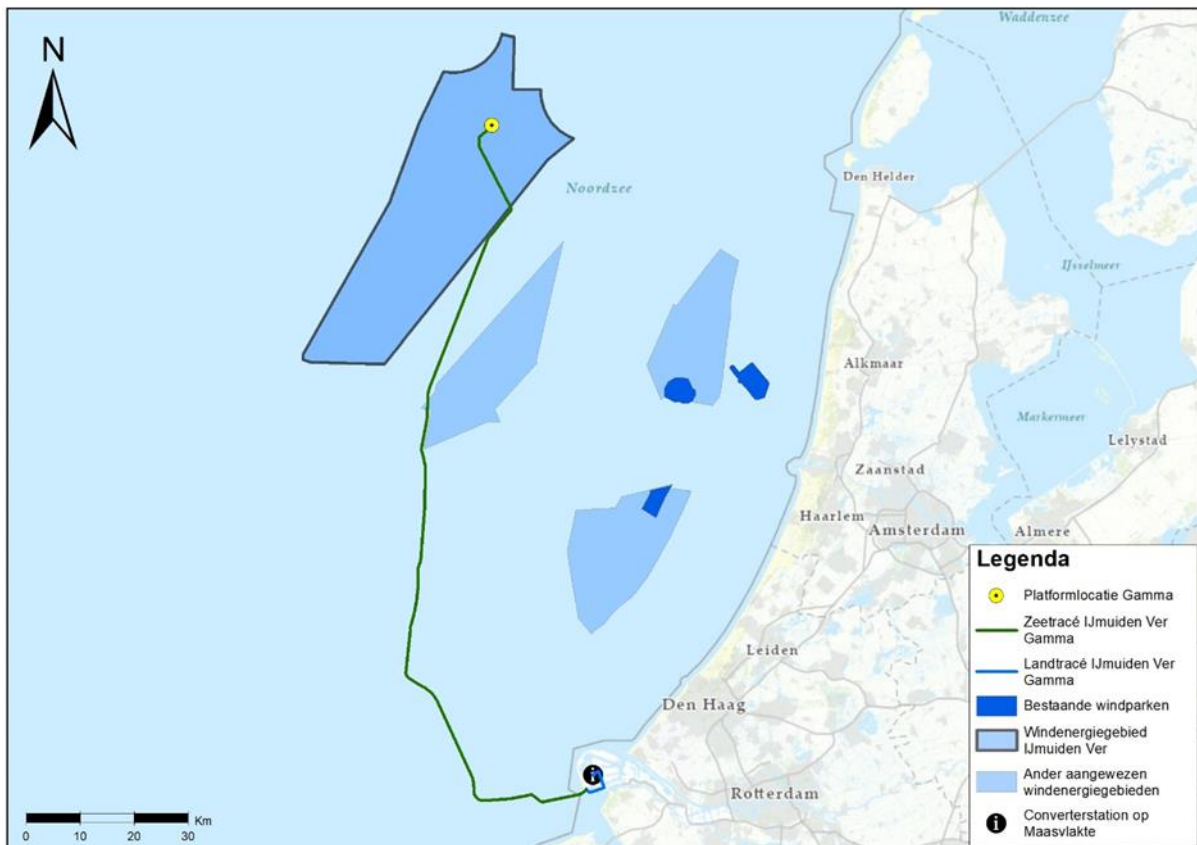 N
Waddenzee
Noordzee
Den Helder
IJsselmeer
Alkmaar
Markermeer
Lelystad
Zaanstad
Haarlem
Amsterdam
Almere
Leiden
Den Haag
Rotterdam
0 10 20 30 Km
Legenda
Platformlocatie Gamma
Zeetracé IJmuiden Ver
Gamma
Landtracé IJmuiden Ver
Gamma
Bestaande windparken
Windenergiegebied
IJmuiden Ver
Ander aangewezen
windenergiegebieden
i
Converterstation op
Maasvlakte